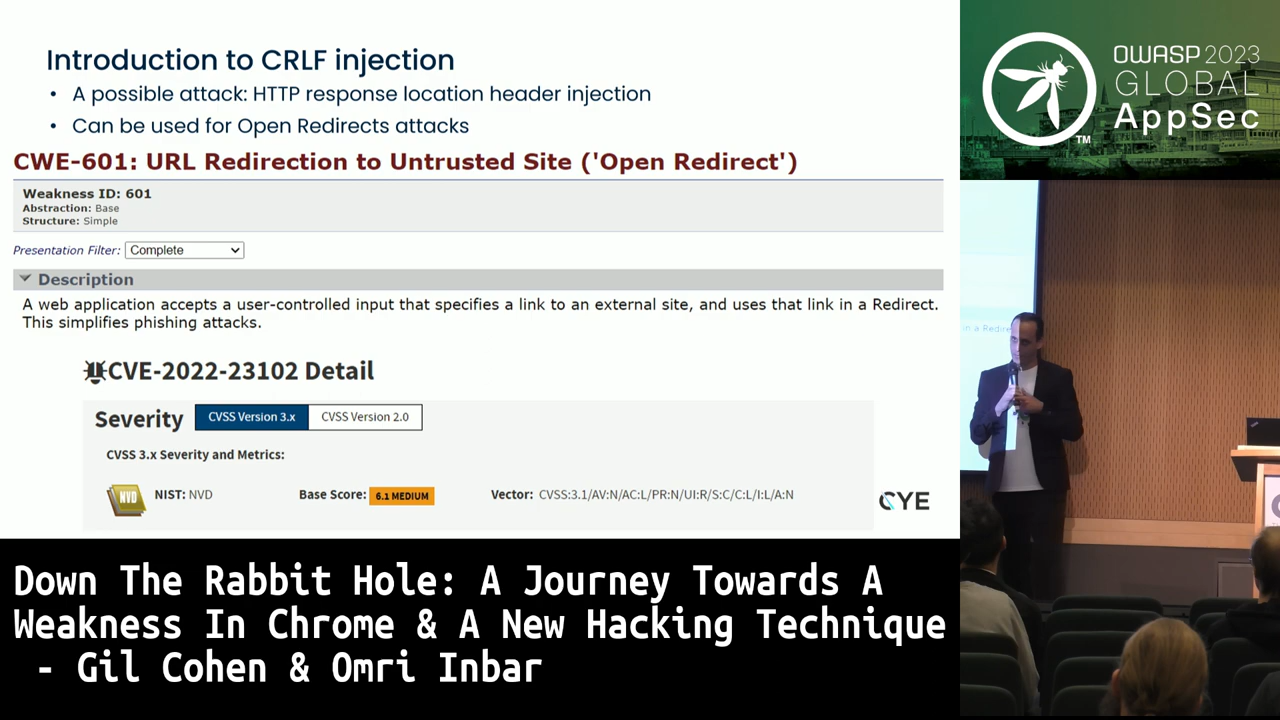 Introduction to CRLF injection
• A possible attack: HTTP response location header injection
• Can be used for Open Redirects attacks
CWE-601: URL Redirection to Untrusted Site ('Open Redirect')
Weakness ID: 601
Abstraction: Base
Structure: Simple
Presentation Filter: Complete
Description
A web application accepts a user-controlled input that specifies a link to an external site, and uses that link in a Redirect.
This simplifies phishing attacks.
CVE-2022-23102 Detail
Severity CVSS Version 3.x CVSS Version 2.0
CVSS 3.x Severity and Metrics:
NVD NIST: NVD Base Score: 6.1 MEDIUM Vector: CVSS:3.1/AV:N/AC:L/PR:N/UI:R/S:C/C:L/I:L/A:N
CYE
OWASP 2023
GLOBAL
AppSec
TM
in a Redire
Down The Rabbit Hole: A Journey Towards A
Weakness In Chrome & A New Hacking Technique
- Gil Cohen & Omri Inbar